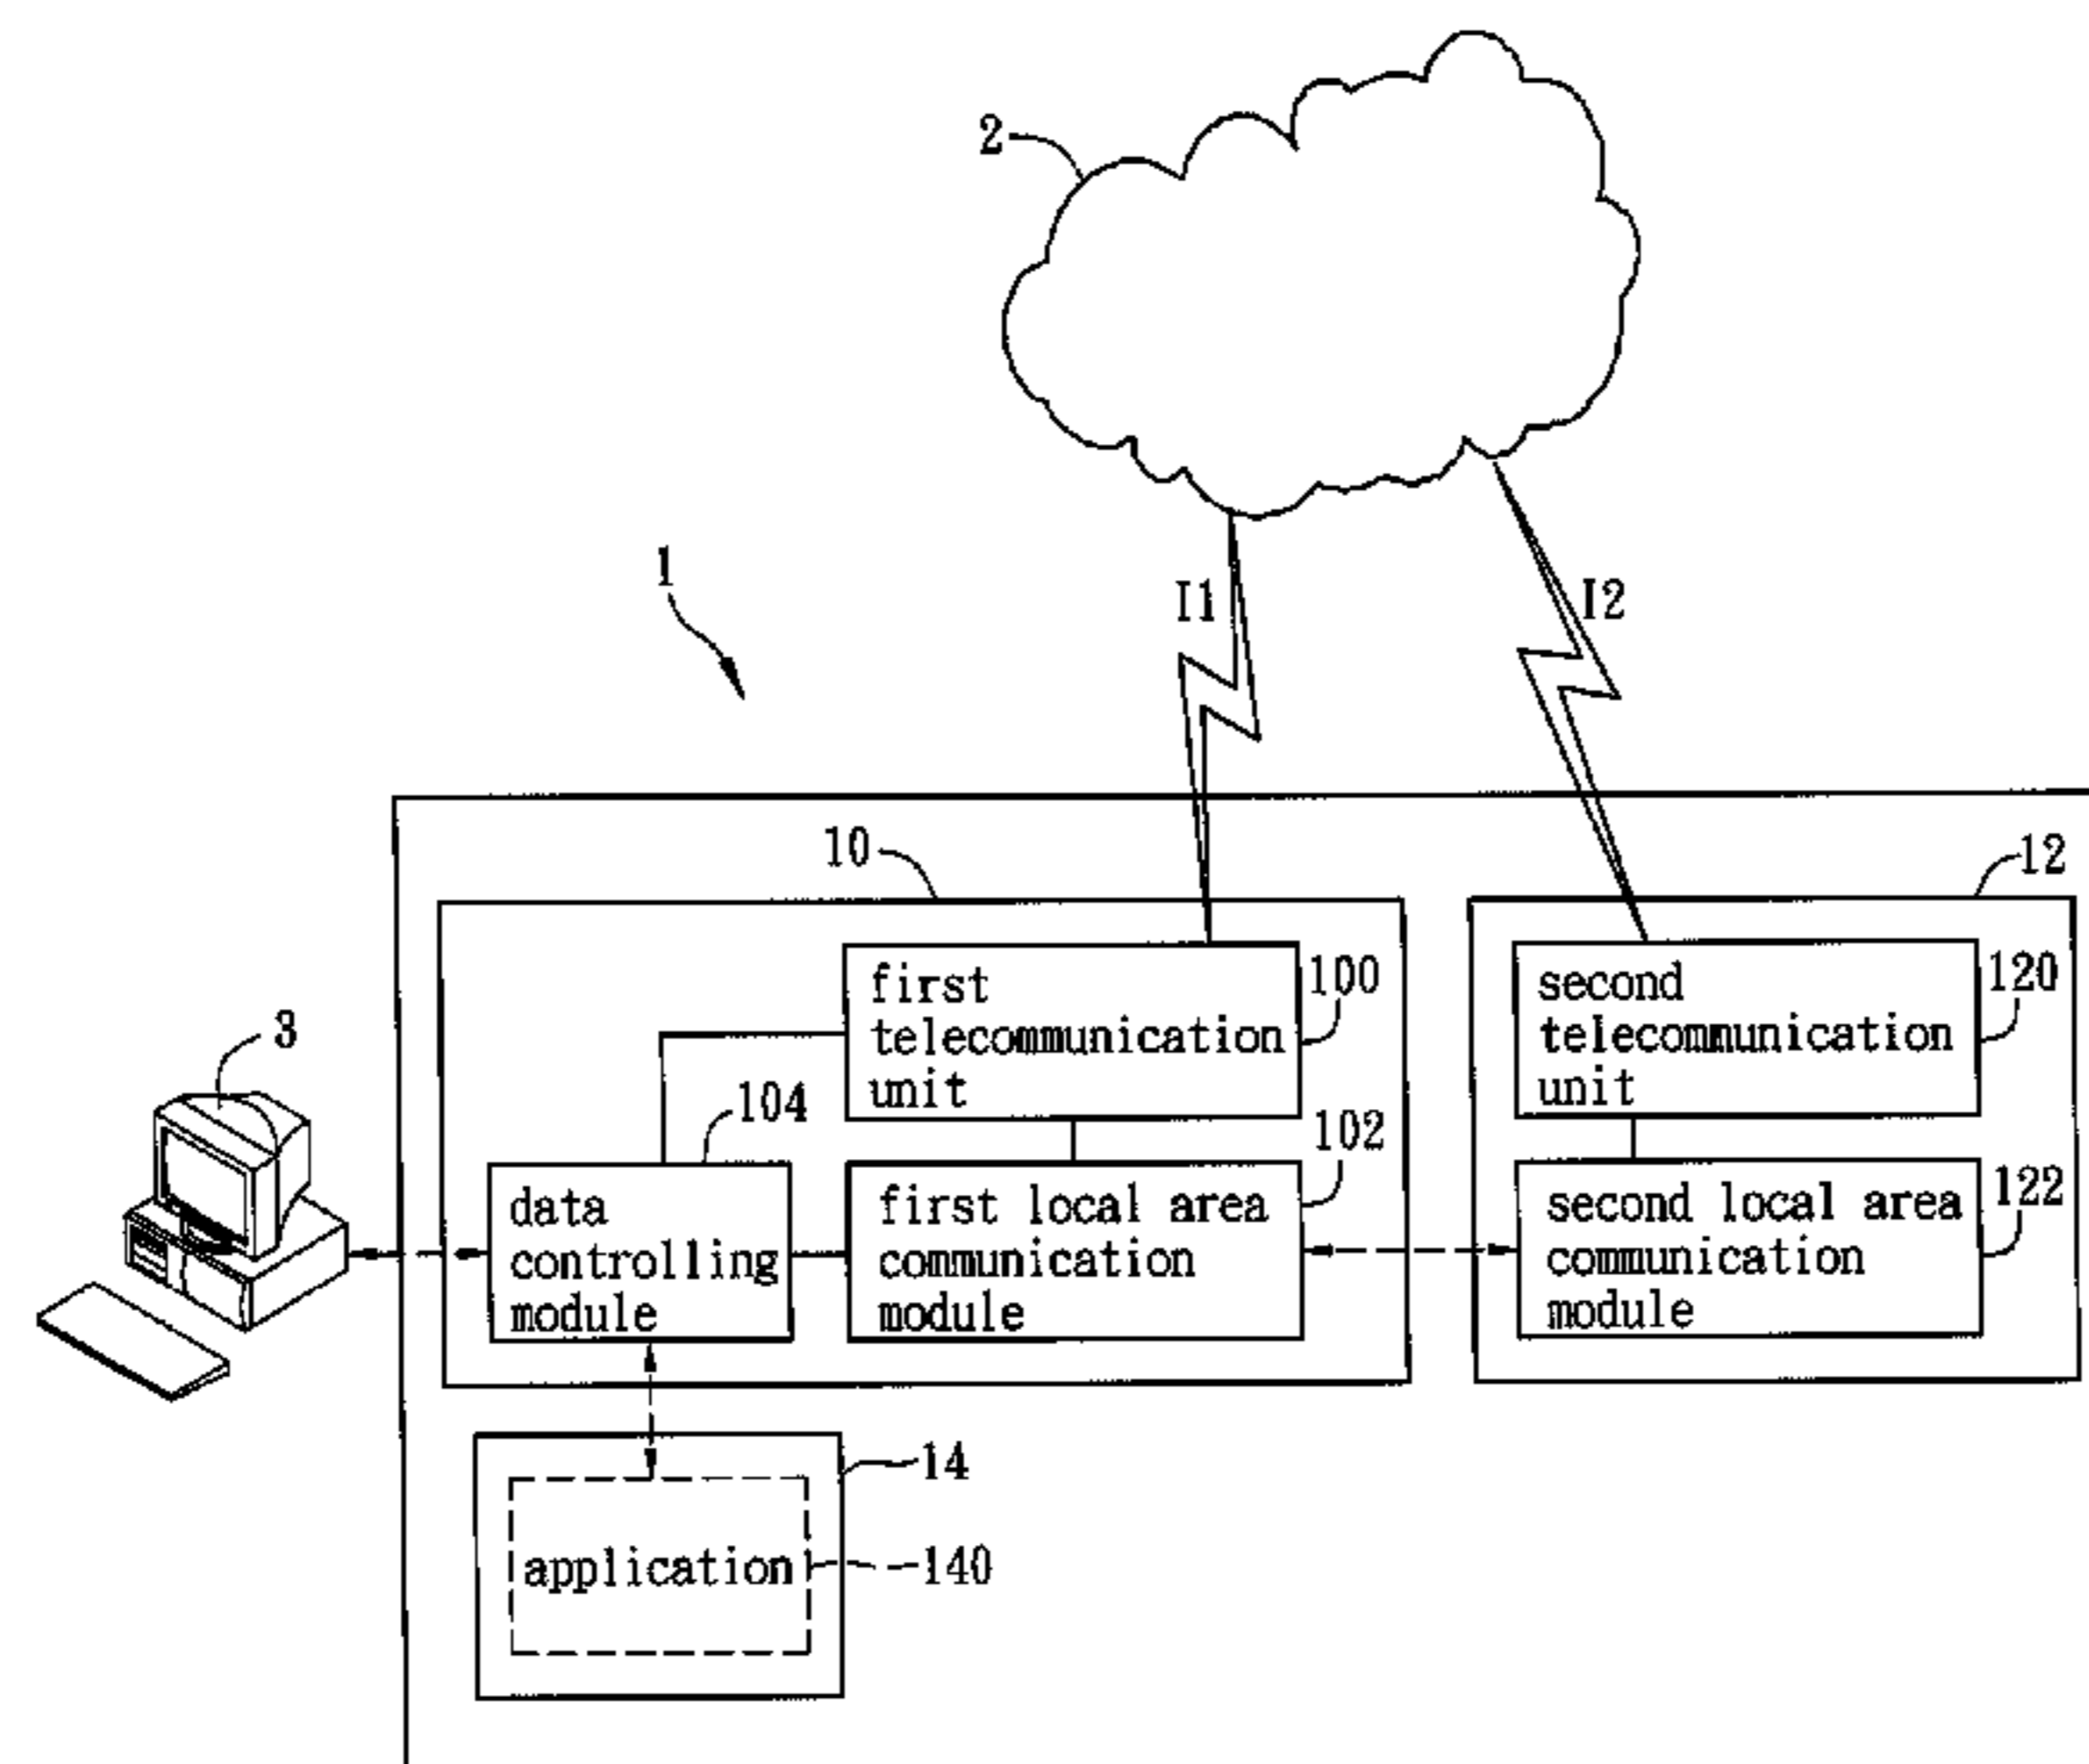 2
1
I1
I2
10
12
first
telecommunication
unit
100
second
telecommunication
unit
120
3
104
102
data
controlling
module
first local area
communication
module
second local area
communication
module
122
14
application
140